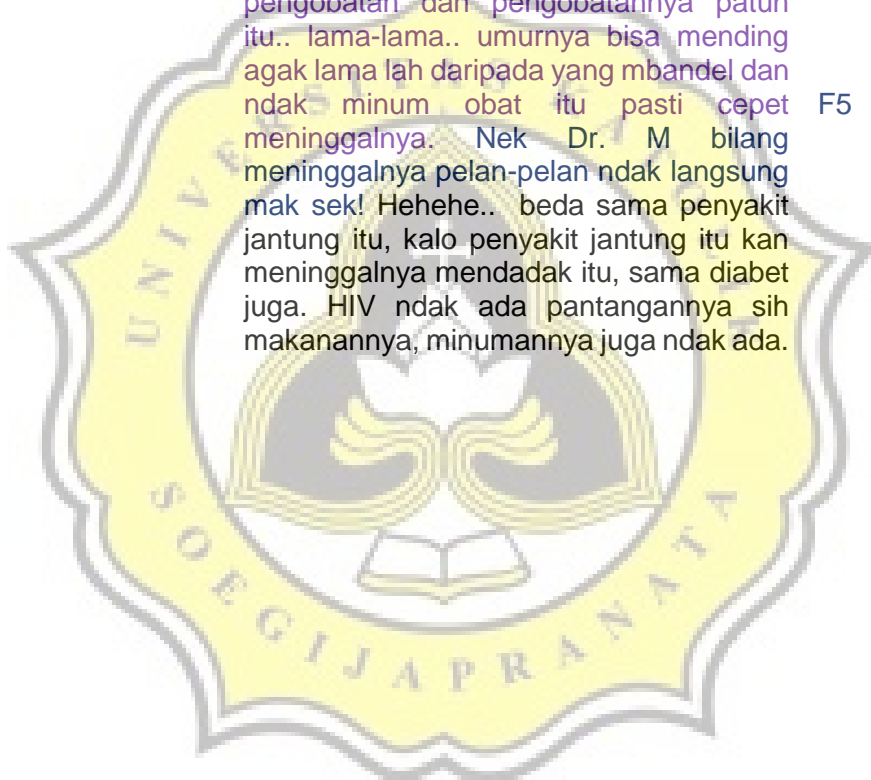 pengobatan dan pengobatannya patuh
itu.. lama-lama.. umurnya bisa mending
agak lama lah daripada yang mbandel dan
ndak minum obat itu pasti cepet F5
meninggalnya. Nek Dr. M bilang
meninggalnya pelan-pelan ndak langsung
mak sek! Hehehe.. beda sama penyakit
jantung itu, kalo penyakit jantung itu kan
meninggalnya mendadak itu, sama diabet
juga. HIV ndak ada pantangannya sih
makanannya, minumannya juga ndak ada.
UNIVERSITAS KATOLIK
SOEGIJAPRANATA